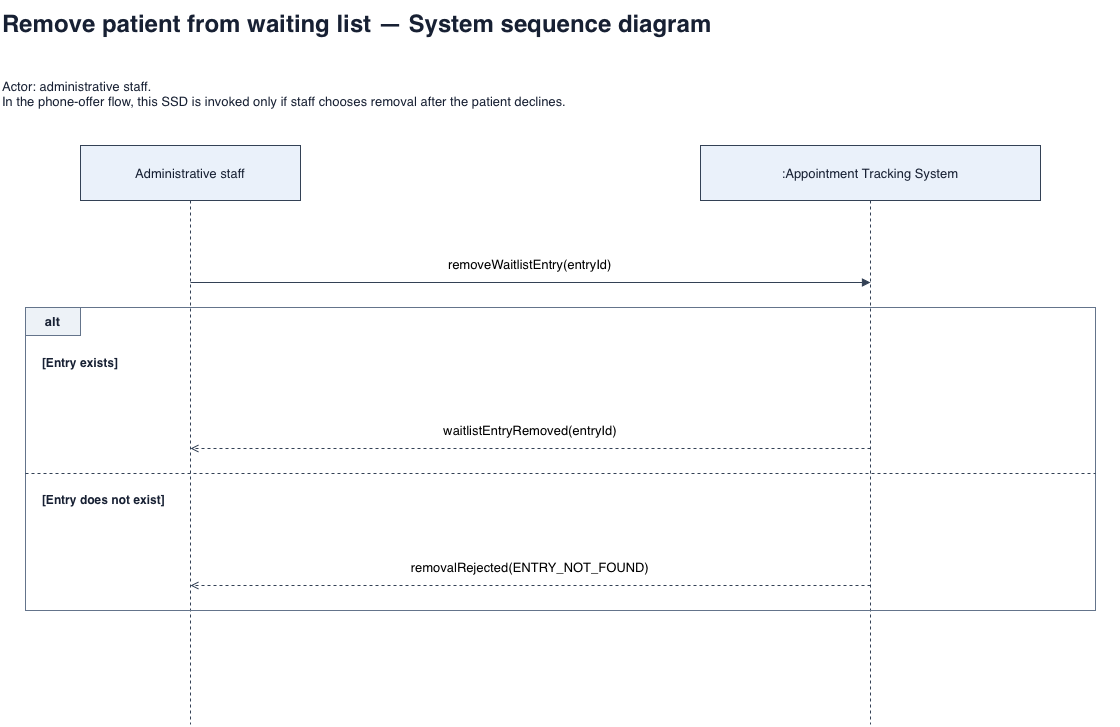 Remove patient from waiting list — System sequence diagram
Actor: administrative staff.
In the phone-offer flow, this SSD is invoked only if staff chooses removal after the patient declines.
Administrative staff
:Appointment Tracking System
removeWaitlistEntry(entryId)
alt
[Entry exists]
waitlistEntryRemoved(entryId)
[Entry does not exist]
removalRejected(ENTRY_NOT_FOUND)